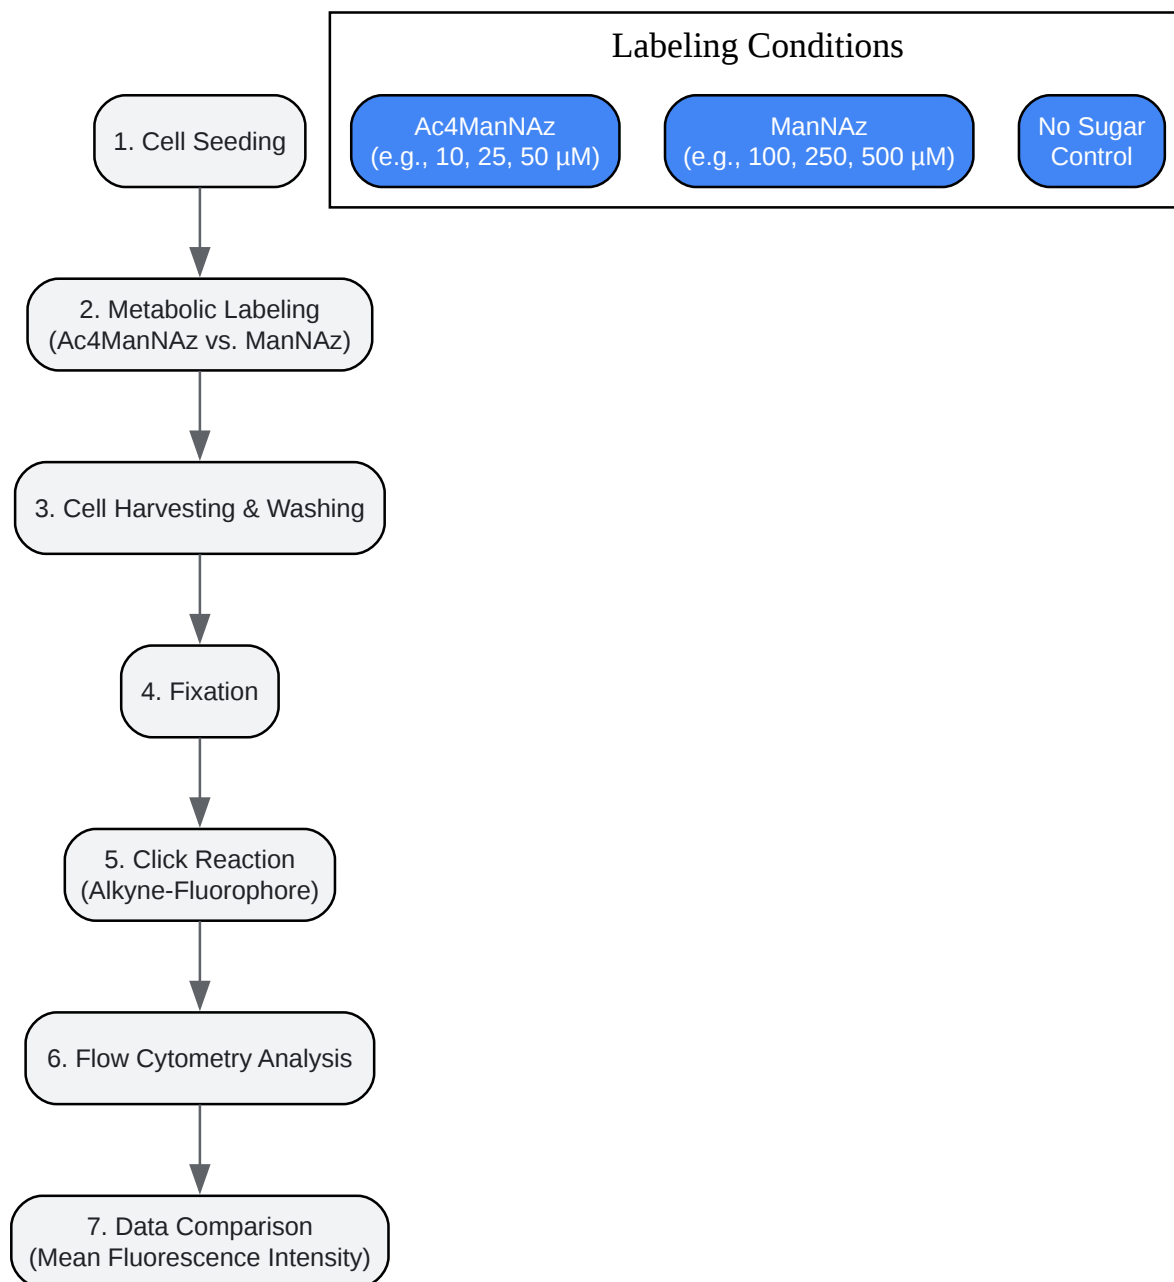 Labeling Conditions
Ac4ManNAz
(e.g., 10, 25, 50 µM)
ManNAz
(e.g., 100, 250, 500 µM)
No Sugar
Control
1. Cell Seeding
2. Metabolic Labeling
(Ac4ManNAz vs. ManNAz)
3. Cell Harvesting & Washing
4. Fixation
5. Click Reaction
(Alkyne-Fluorophore)
6. Flow Cytometry Analysis
7. Data Comparison
(Mean Fluorescence Intensity)